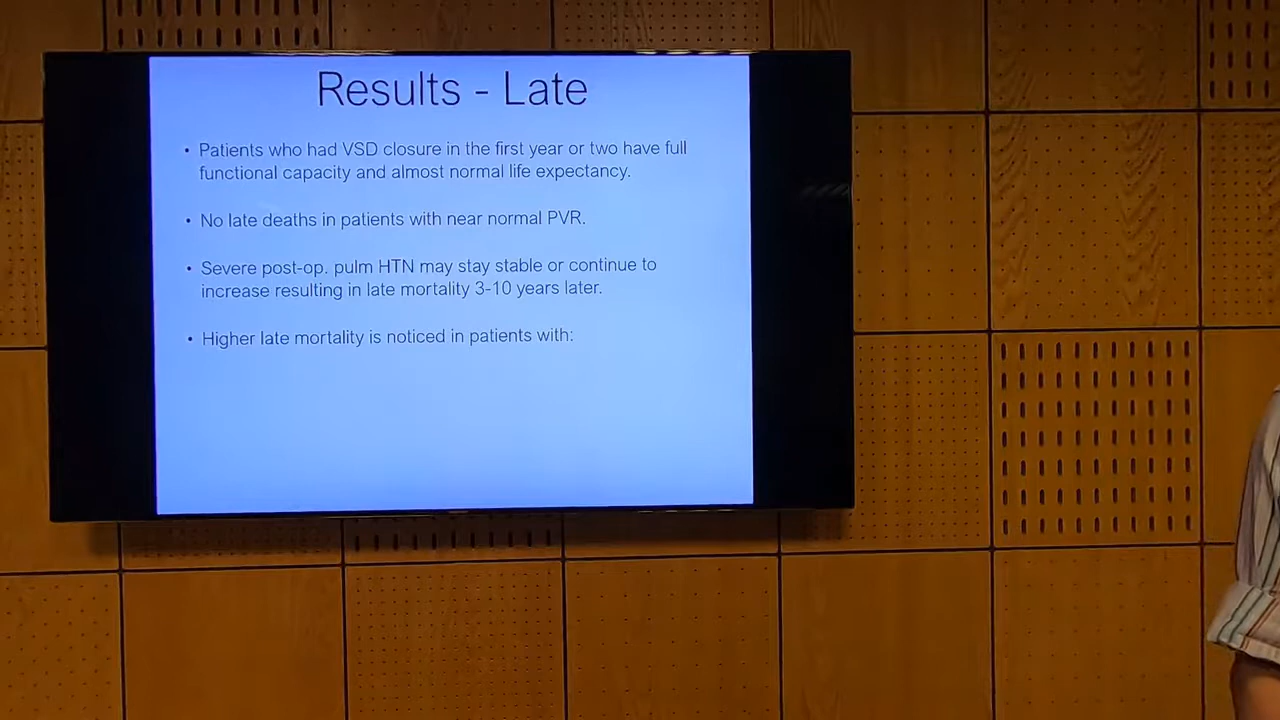 Results - Late
• Patients who had VSD closure in the first year or two have full
functional capacity and almost normal life expectancy.
• No late deaths in patients with near normal PVR.
• Severe post-op. pulm HTN may stay stable or continue to
increase resulting in late mortality 3-10 years later.
• Higher late mortality is noticed in patients with: